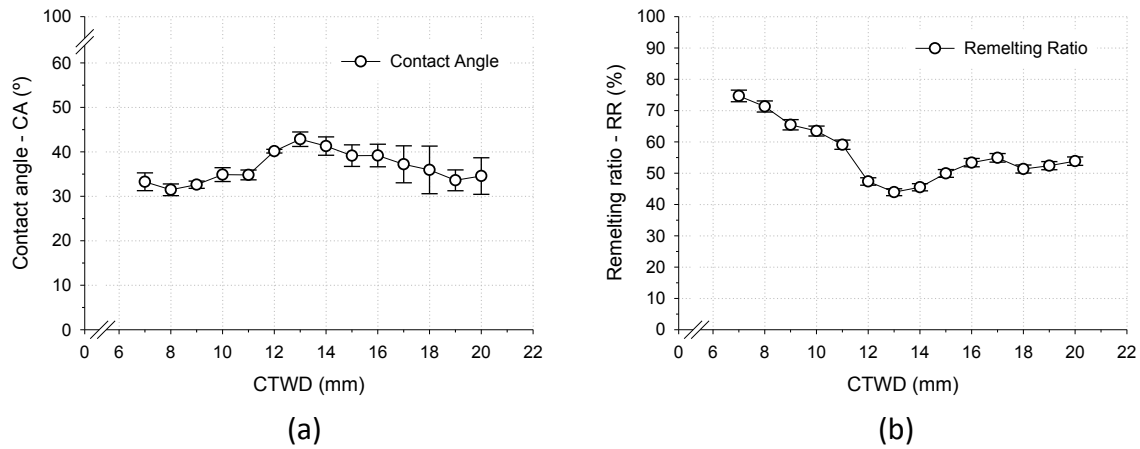 100
60
50
40
30
20
10
0
Contact angle - CA (º)
Contact Angle
0 6 8 10 12 14 16 18 20 22
CTWD (mm)
(a)
100
90
80
70
60
50
40
30
20
10
0
Remelting ratio - RR (%)
Remelting Ratio
0 6 8 10 12 14 16 18 20 22
CTWD (mm)
(b)